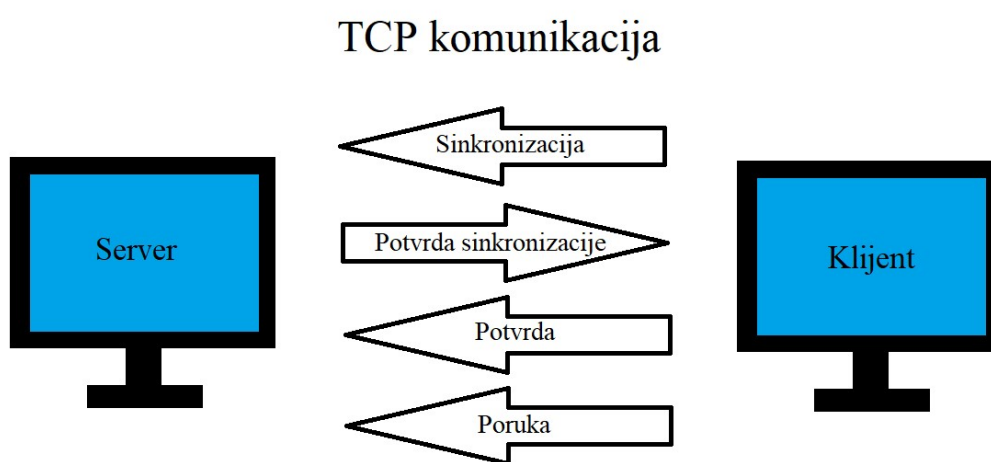 TCP komunikacija
Sinkronizacija
Server
Potvrda sinkronizacije
Klijent
Potvrda
Poruka